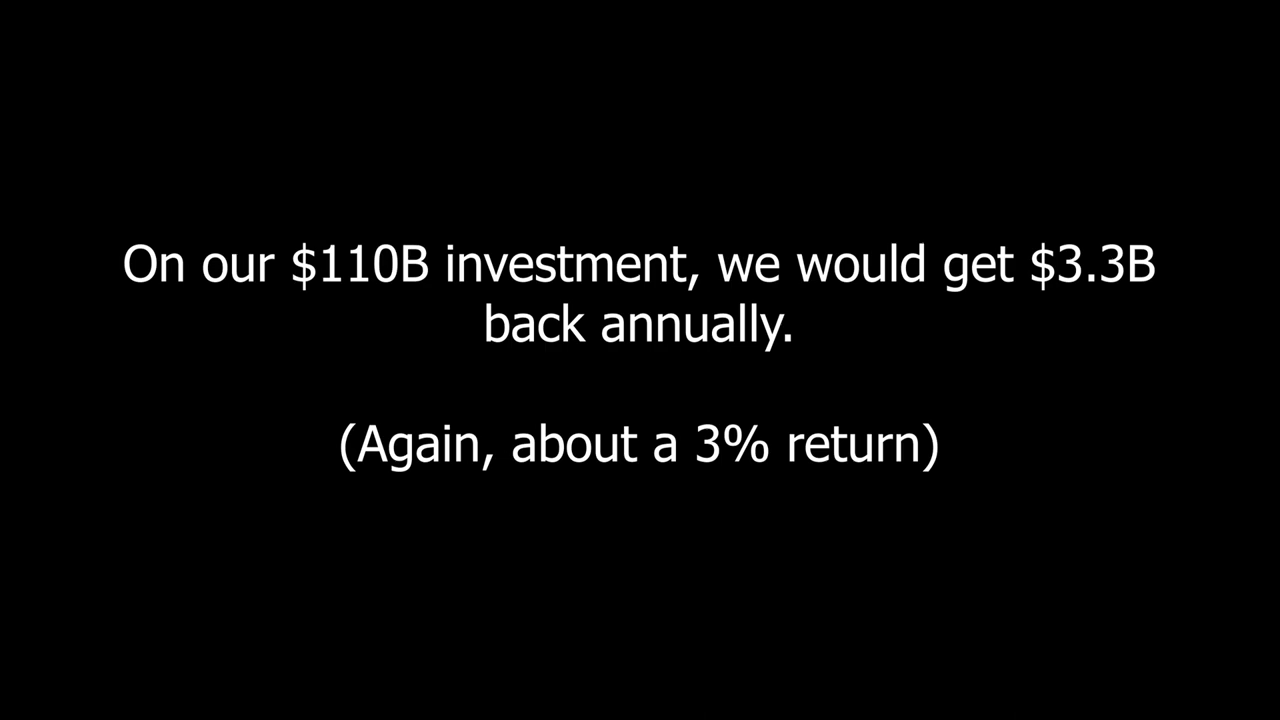 On our $110B investment, we would get $3.3B
back annually.
(Again, about a 3% return)